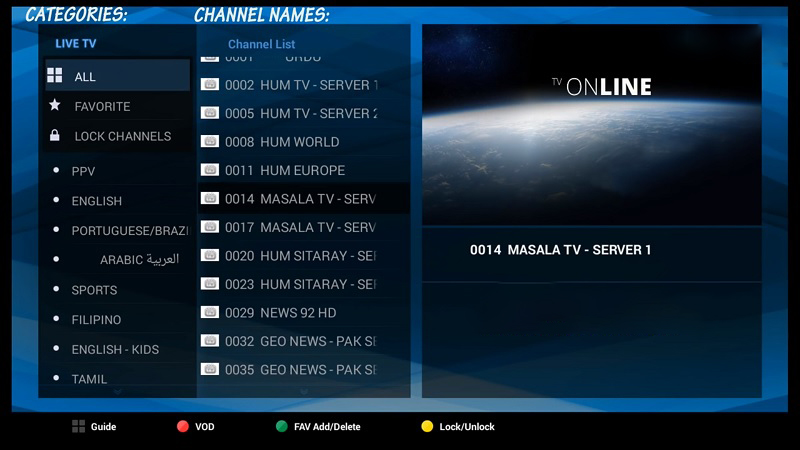 CATEGORIES:
CHANNEL NAMES:
LIVE TV
ALL
FAVORITE
LOCK CHANNELS
PPV
ENGLISH
PORTUGUESE/BRAZI
ARABIC العربية
SPORTS
FILIPINO
ENGLISH - KIDS
TAMIL
Channel List
0001 URDU
0002 HUM TV - SERVER 1
0005 HUM TV - SERVER 2
0008 HUM WORLD
0011 HUM EUROPE
0014 MASALA TV - SERV
0017 MASALA TV - SERV
0020 HUM SITARAY - SE
0023 HUM SITARAY - SE
0029 NEWS 92 HD
0032 GEO NEWS - PAK SE
0035 GEO NEWS - PAK SE
TV ONLINE
0014 MASALA TV - SERVER 1
Guide
VOD
FAV Add/Delete
Lock/Unlock